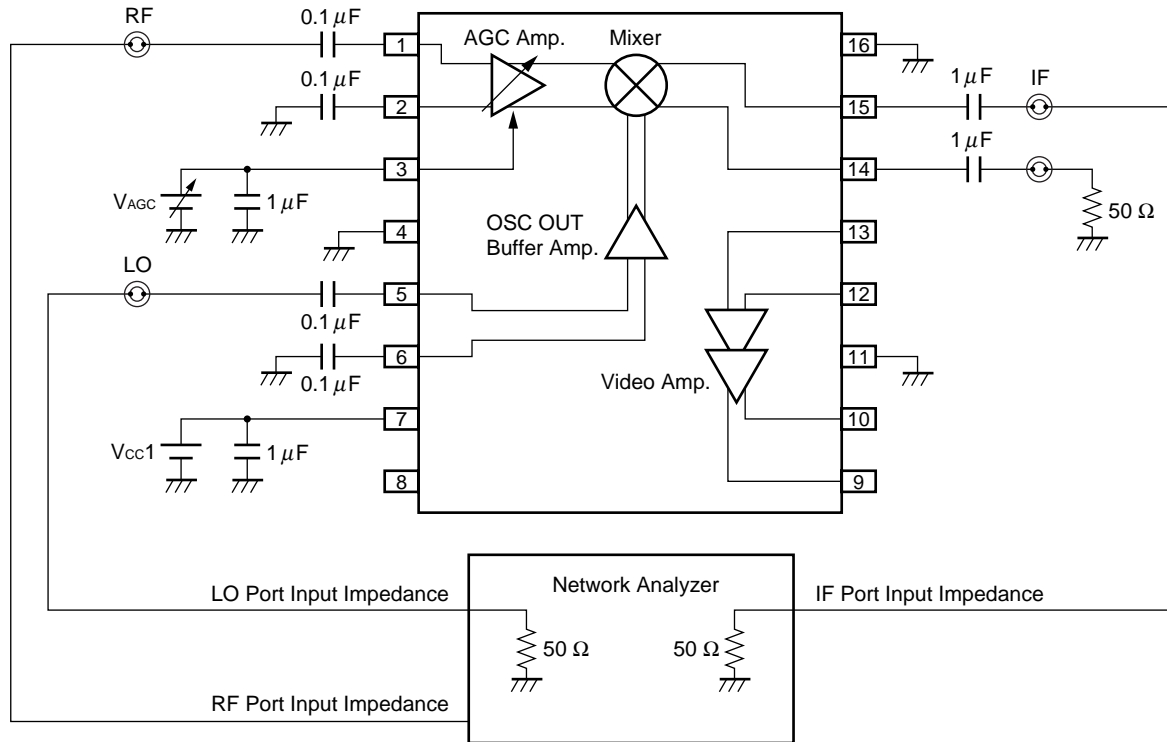 RF
0.1 μF
1
AGC Amp.
Mixer
16
0.1 μF
2
1 μF
IF
15
3
1 μF
14
VAGC
1 μF
50 Ω
4
OSC OUT
Buffer Amp.
13
LO
5
12
0.1 μF
6
11
0.1 μF
Video Amp.
7
10
VCC1
1 μF
8
9
Network Analyzer
LO Port Input Impedance
IF Port Input Impedance
50 Ω
50 Ω
RF Port Input Impedance